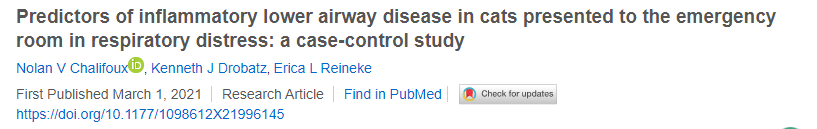 Predictors of inflammatory lower airway disease in cats presented to the emergency
room in respiratory distress: a case-control study
Nolan V Chalifoux iD, Kenneth J Drobatz, Erica L Reineke
First Published March 1, 2021 | Research Article | Find in PubMed | Check for updates
https://doi.org/10.1177/1098612X21996145